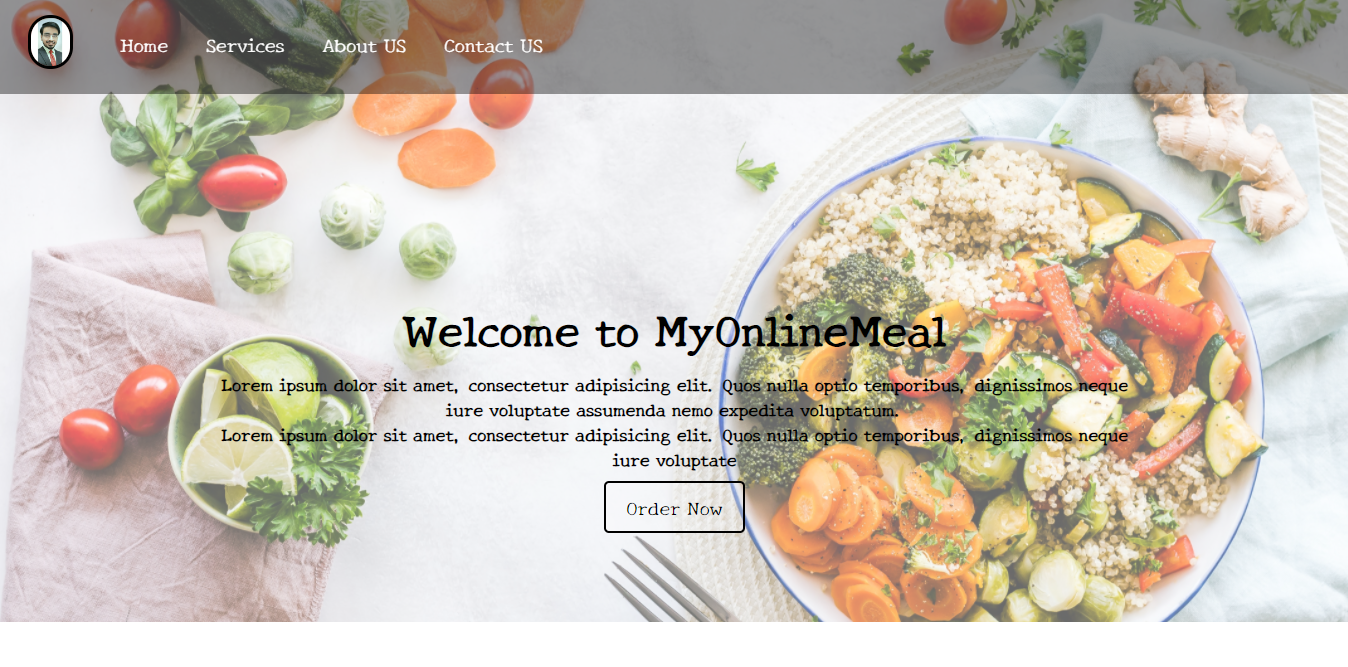 Home Services About US Contact US
Welcome to MyOnlineMeal
Lorem ipsum dolor sit amet, consectetur adipisicing elit. Quos nulla optio temporibus, dignissimos neque
iure voluptate assumenda nemo expedita voluptatum.
Lorem ipsum dolor sit amet, consectetur adipisicing elit. Quos nulla optio temporibus, dignissimos neque
iure voluptate
Order Now